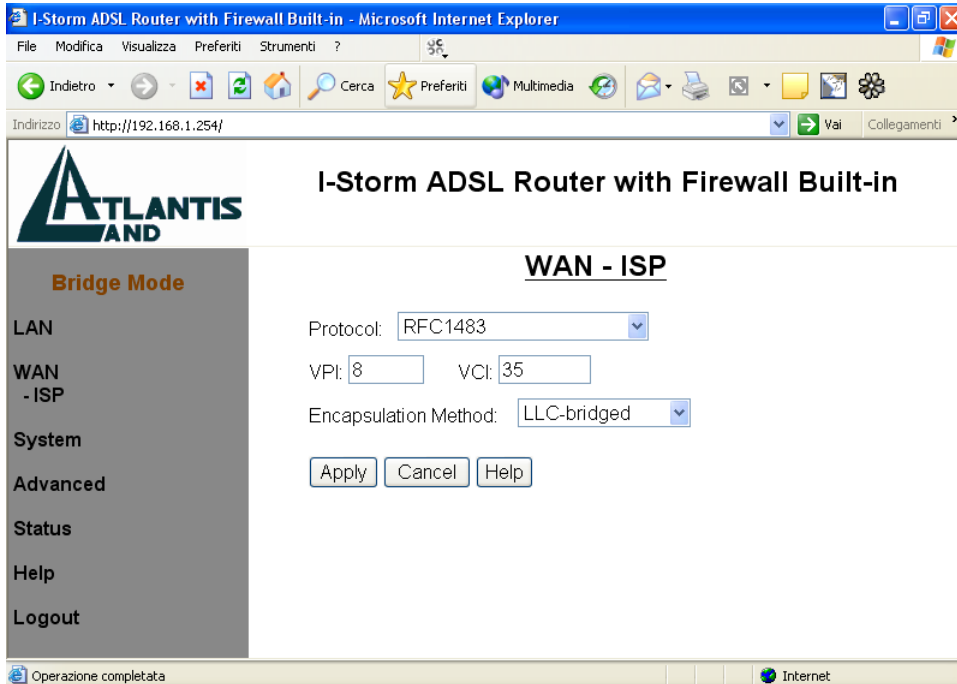 I-Storm ADSL Router with Firewall Built-in - Microsoft Internet Explorer
File Modifica Visualizza Preferiti Strumenti ?
Indietro Cerca Preferiti Multimedia
Indirizzo http://192.168.1.254/ Vai Collegamenti »
ATLANTIS
LAND
I-Storm ADSL Router with Firewall Built-in
Bridge Mode
LAN
WAN
- ISP
System
Advanced
Status
Help
Logout
WAN - ISP
Protocol: RFC1483
VPI: 8 VCI: 35
Encapsulation Method: LLC-bridged
Apply Cancel Help
Operazione completata Internet